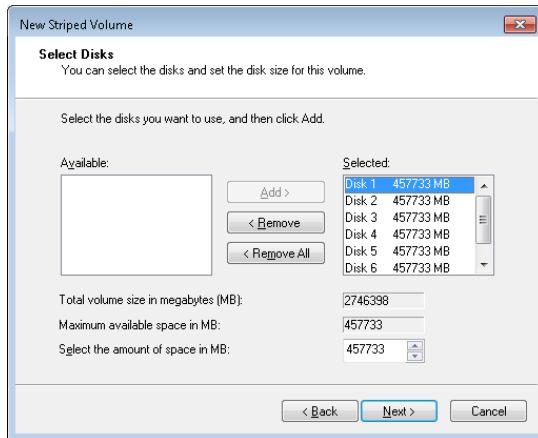 New Striped Volume
Select Disks
You can select the disks and set the disk size for this volume.
Select the disks you want to use, and then click Add.
Available:
Selected:
Add >
< Remove
< Remove All
Disk 1 457733 MB
Disk 2 457733 MB
Disk 3 457733 MB
Disk 4 457733 MB
Disk 5 457733 MB
Disk 6 457733 MB
Total volume size in megabytes (MB): 2746398
Maximum available space in MB: 457733
Select the amount of space in MB: 457733
< Back Next > Cancel